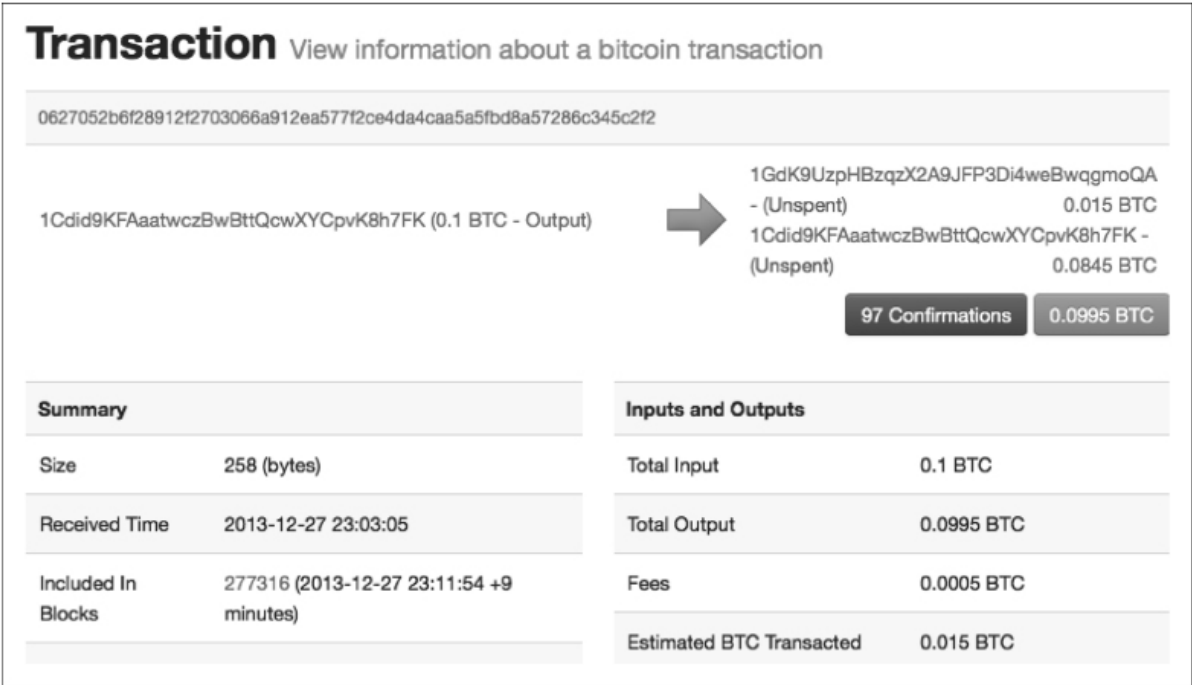 Transaction View information about a bitcoin transaction
0627052b6f28912f2703066a912ea577f2ce4da4caa5a5fbd8a57286c345c2f2
1Cdid9KFAaatwczBwBttQcwXYCpvK8h7FK (0.1 BTC - Output)
1GdK9UzpHBzqzX2A9JFP3Di4weBwqgmoQA
- (Unspent) 0.015 BTC
1Cdid9KFAaatwczBwBttQcwXYCpvK8h7FK -
(Unspent) 0.0845 BTC
97 Confirmations 0.0995 BTC
Summary
Size 258 (bytes)
Received Time 2013-12-27 23:03:05
Included In 277316 (2013-12-27 23:11:54 +9
Blocks minutes)
Inputs and Outputs
Total Input 0.1 BTC
Total Output 0.0995 BTC
Fees 0.0005 BTC
Estimated BTC Transacted 0.015 BTC